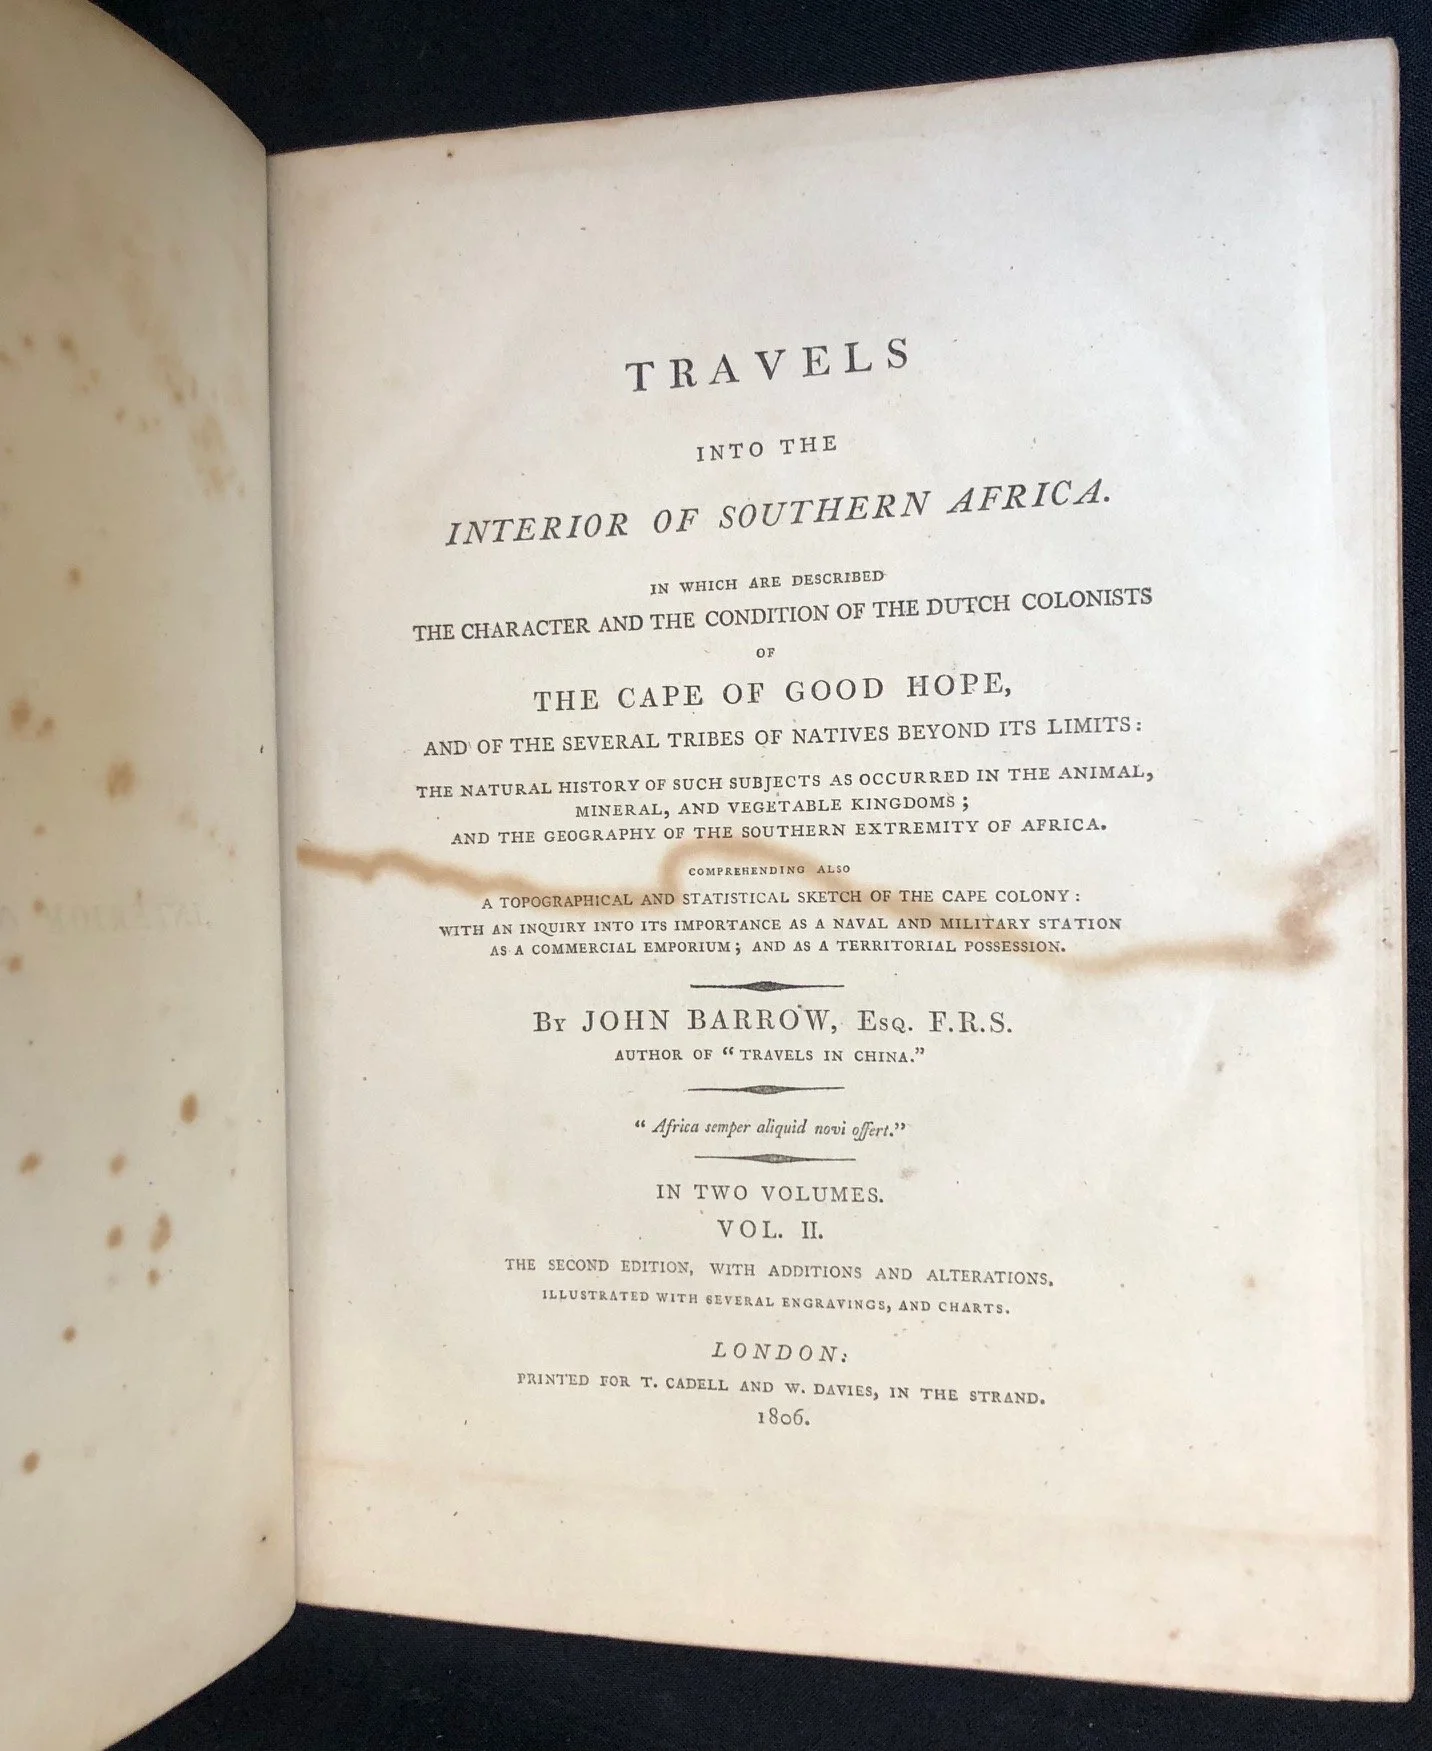 TRAVELS
INTO THE
INTERIOR OF SOUTHERN AFRICA.
IN WHICH ARE DESCRIBED
THE CHARACTER AND THE CONDITION OF THE DUTCH COLONISTS
OF
THE CAPE OF GOOD HOPE,
AND OF THE SEVERAL TRIBES OF NATIVES BEYOND ITS LIMITS:
THE NATURAL HISTORY OF SUCH SUBJECTS AS OCCURRED IN THE ANIMAL,
MINERAL, AND VEGETABLE KINGDOMS;
AND THE GEOGRAPHY OF THE SOUTHERN EXTREMITY OF AFRICA.
COMPREHENDING ALSO
A TOPOGRAPHICAL AND STATISTICAL SKETCH OF THE CAPE COLONY:
WITH AN INQUIRY INTO ITS IMPORTANCE AS A NAVAL AND MILITARY STATION
AS A COMMERCIAL EMPORIUM; AND AS A TERRITORIAL POSSESSION.
BY JOHN BARROW, ESQ. F.R.S.
AUTHOR OF "TRAVELS IN CHINA."
"Africa semper aliquid novi offert."
IN TWO VOLUMES.
VOL. II.
THE SECOND EDITION, WITH ADDITIONS AND ALTERATIONS.
ILLUSTRATED WITH SEVERAL ENGRAVINGS, AND CHARTS.
LONDON:
PRINTED FOR T. CADELL AND W. DAVIES, IN THE STRAND.
1806.